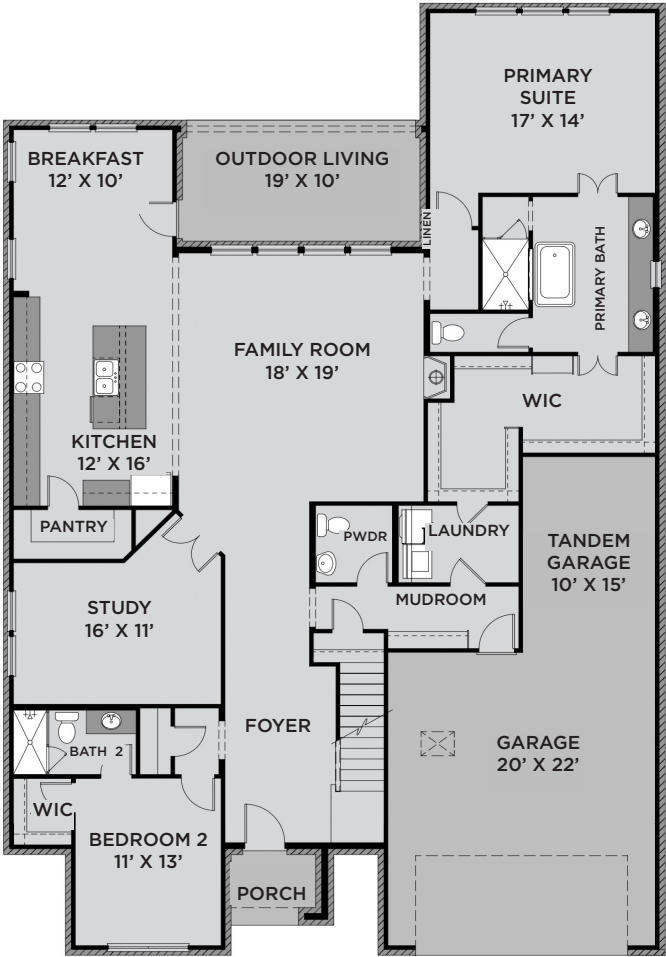 PRIMARY
SUITE
17' X 14'
BREAKFAST
12' X 10'
OUTDOOR LIVING
19' X 10'
LINEN
PRIMARY BATH
FAMILY ROOM
18' X 19'
WIC
KITCHEN
12' X 16'
PANTRY
PWDR
LAUNDRY
TANDEM
GARAGE
10' X 15'
STUDY
16' X 11'
MUDROOM
FOYER
GARAGE
20' X 22'
BATH 2
WIC
BEDROOM 2
11' X 13'
PORCH